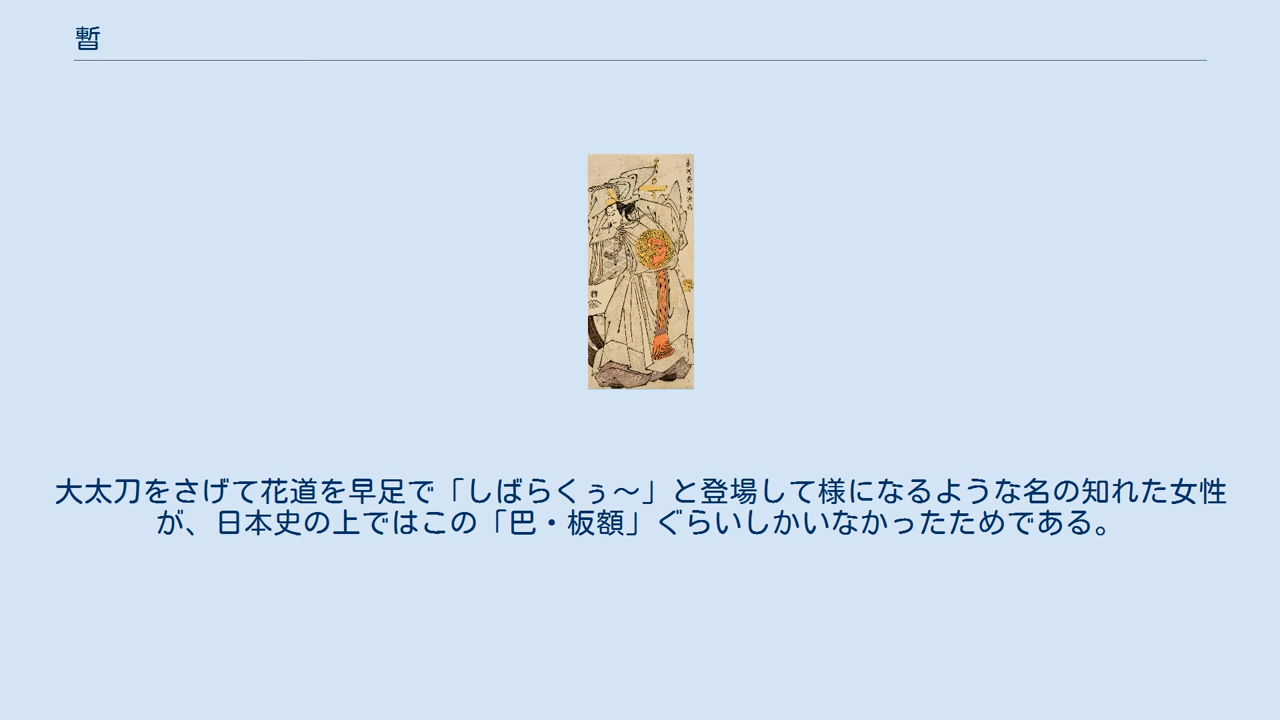 暫
大太刀をさげて花道を早足で「しばらくぅ〜」と登場して様になるような名の知れた女性
が、日本史の上ではこの「巴・板額」ぐらいしかいなかったためである。